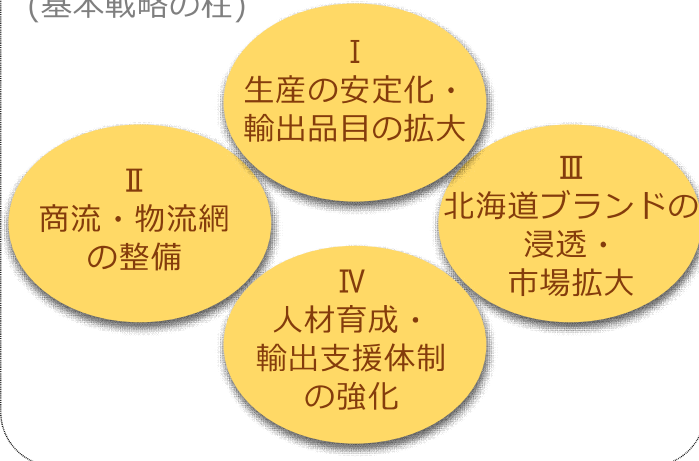 (基本戦略の柱)
Ⅰ
生産の安定化・
輸出品目の拡大
Ⅱ
商流・物流網
の整備
Ⅲ
北海道ブランドの
浸透・
市場拡大
Ⅳ
人材育成・
輸出支援体制
の強化